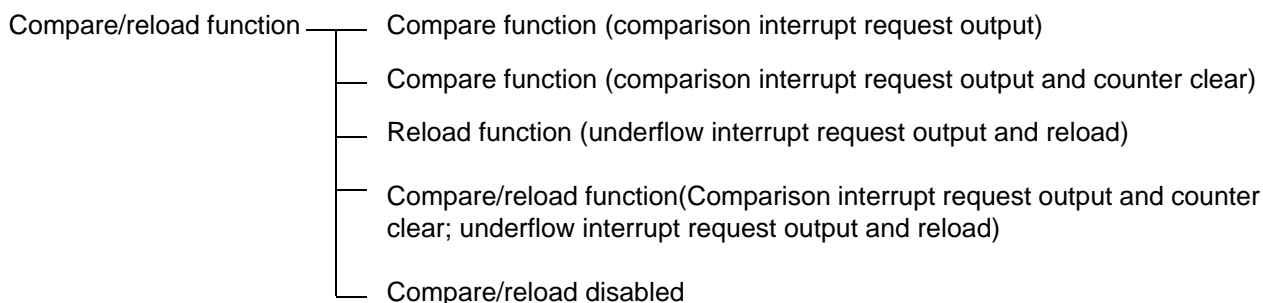 Compare/reload function
Compare function (comparison interrupt request output)
Compare function (comparison interrupt request output and counter clear)
Reload function (underflow interrupt request output and reload)
Compare/reload function(Comparison interrupt request output and counter
clear; underflow interrupt request output and reload)
Compare/reload disabled